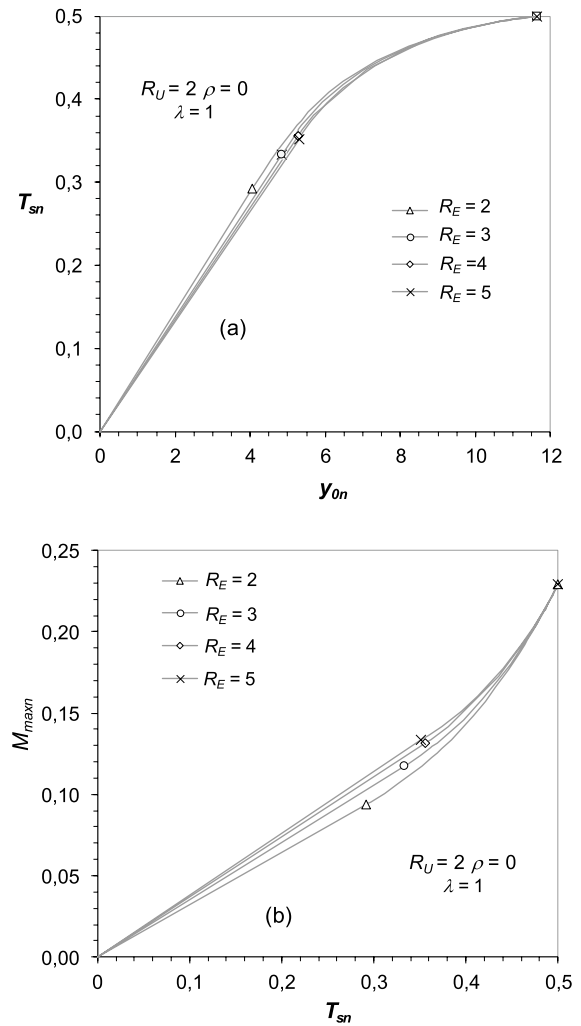 0,5
0,4
0,3
0,2
0,1
0,0
T_sn
R_U = 2 ρ = 0
λ = 1
R_E = 2
R_E = 3
R_E =4
R_E = 5
(a)
0 2 4 6 8 10 12
y_0n
0,25
0,20
0,15
0,10
0,05
0,00
M_maxn
R_E = 2
R_E = 3
R_E = 4
R_E = 5
R_U = 2 ρ = 0
λ = 1
(b)
0 0,1 0,2 0,3 0,4 0,5
T_sn